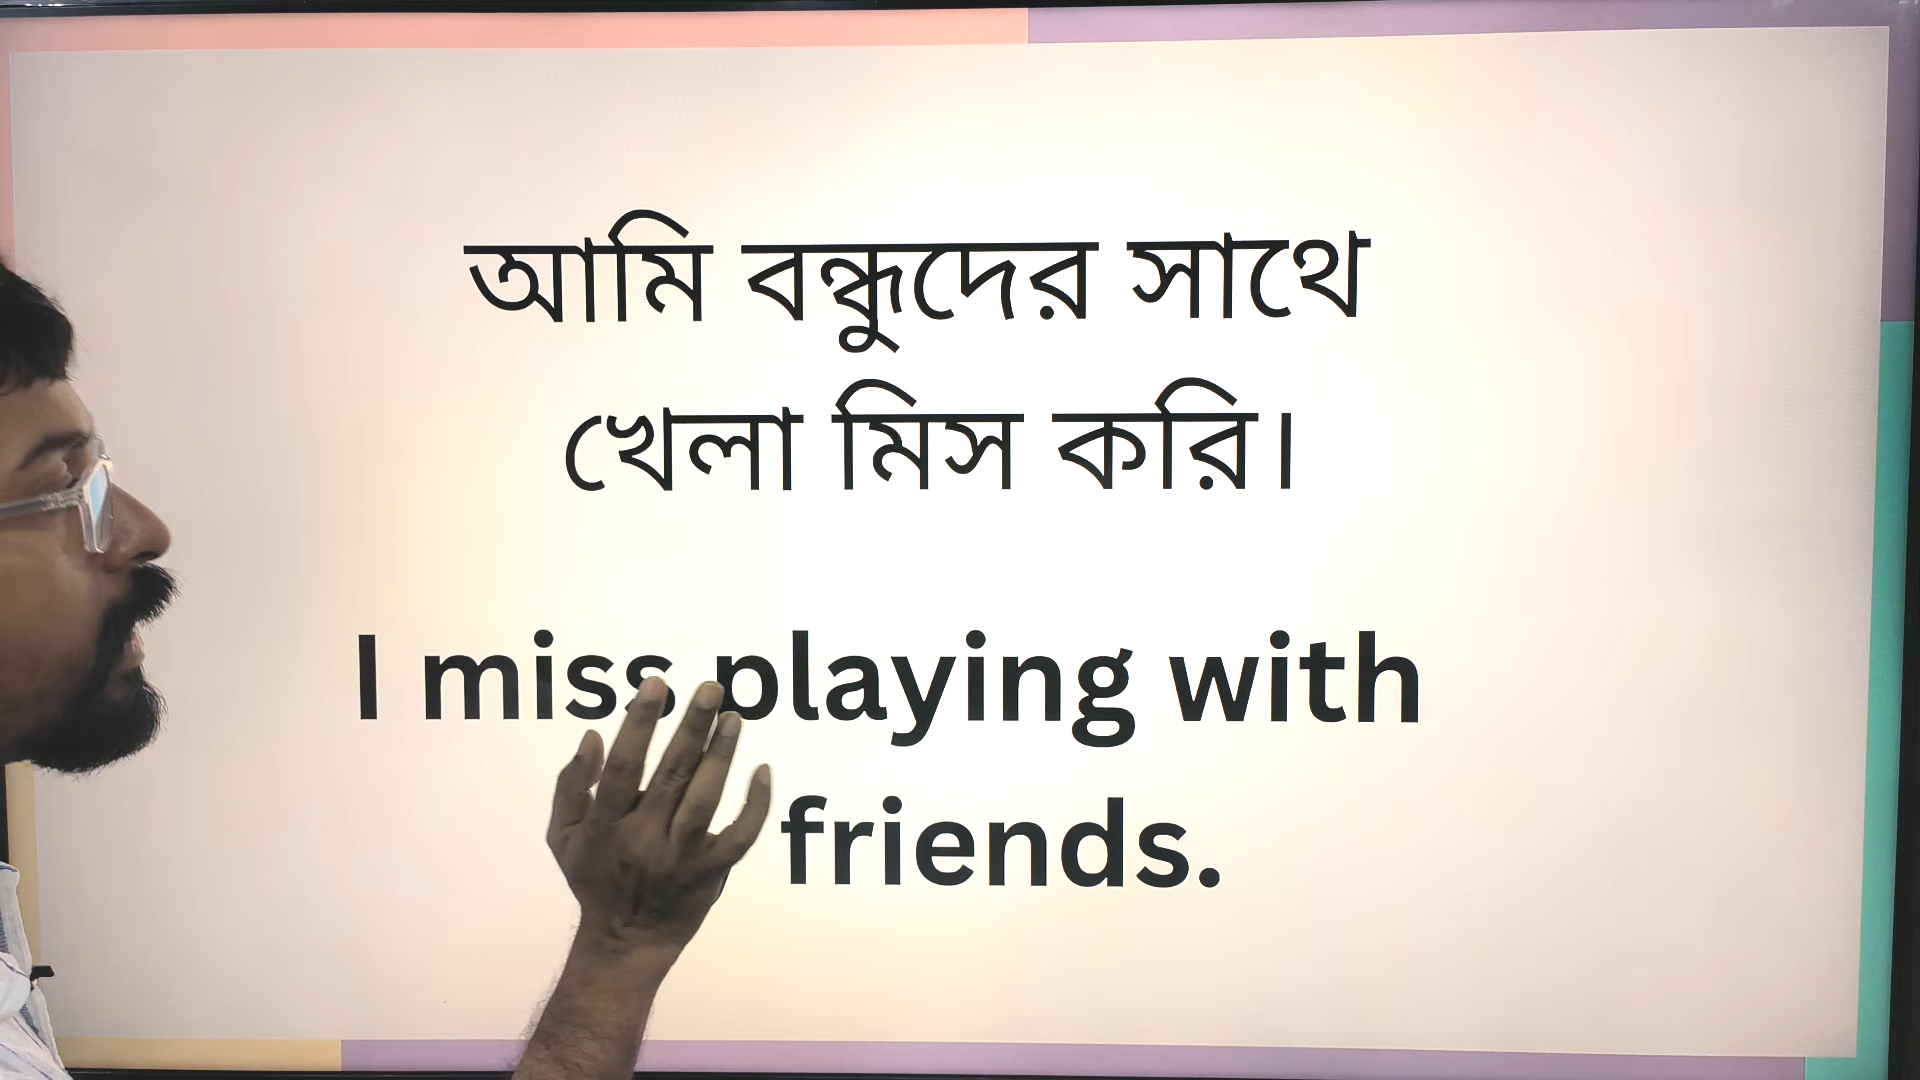 আমি বন্ধুদের সাথে
খেলা মিস করি।
I miss playing with
friends.